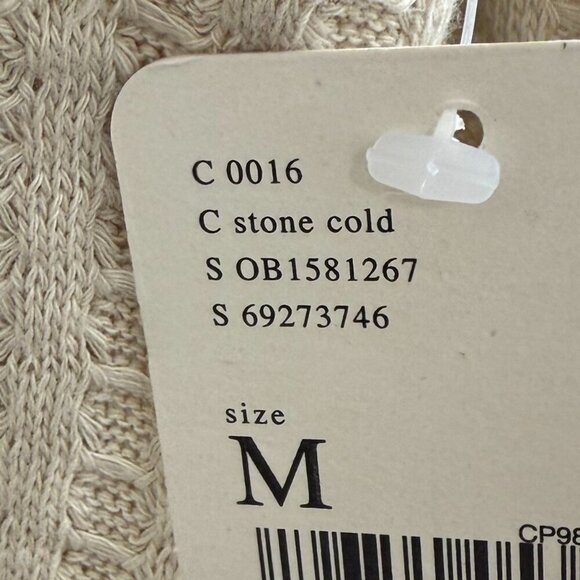 C 0016
C stone cold
S OB1581267
S 69273746
size
M
CP98